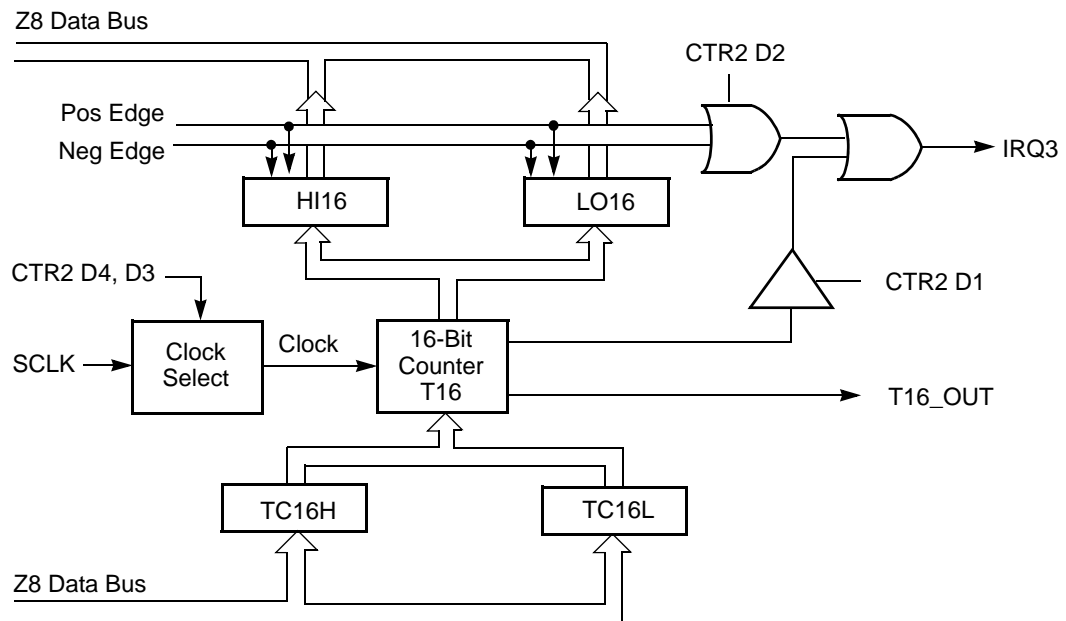 Z8 Data Bus
CTR2 D2
Pos Edge
Neg Edge
IRQ3
HI16
LO16
CTR2 D4, D3
CTR2 D1
SCLK
Clock
Select
Clock
16-Bit
Counter
T16
T16_OUT
TC16H
TC16L
Z8 Data Bus